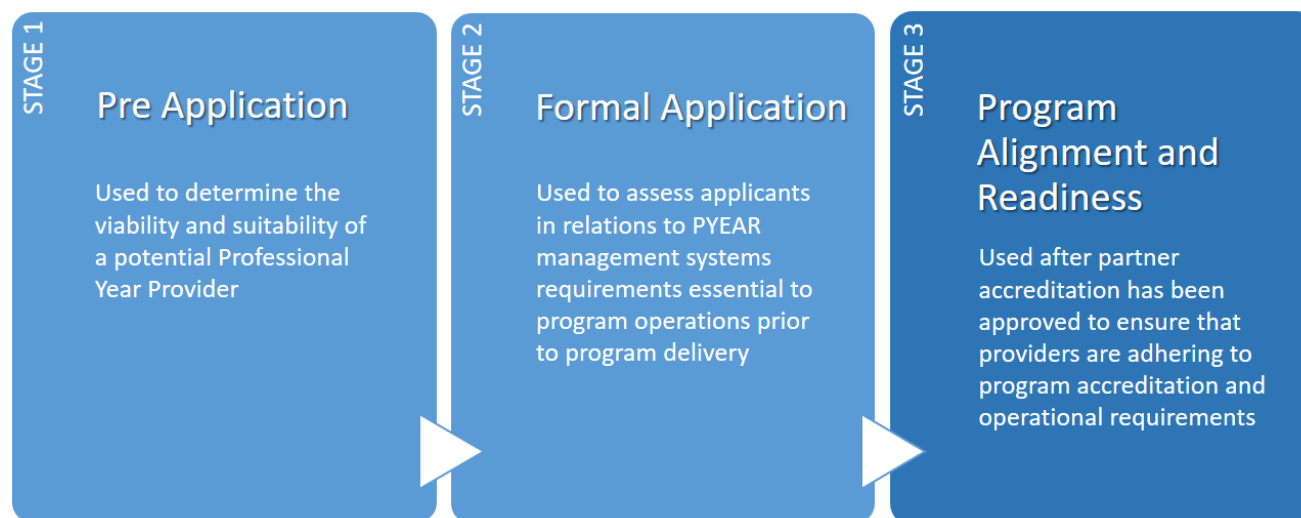 STAGE 1
Pre Application
Used to determine the
viability and suitability of
a potential Professional
Year Provider
STAGE 2
Formal Application
Used to assess applicants
in relations to PYEAR
management systems
requirements essential to
program operations prior
to program delivery
STAGE 3
Program
Alignment and
Readiness
Used after partner
accreditation has been
approved to ensure that
providers are adhering to
program accreditation and
operational requirements